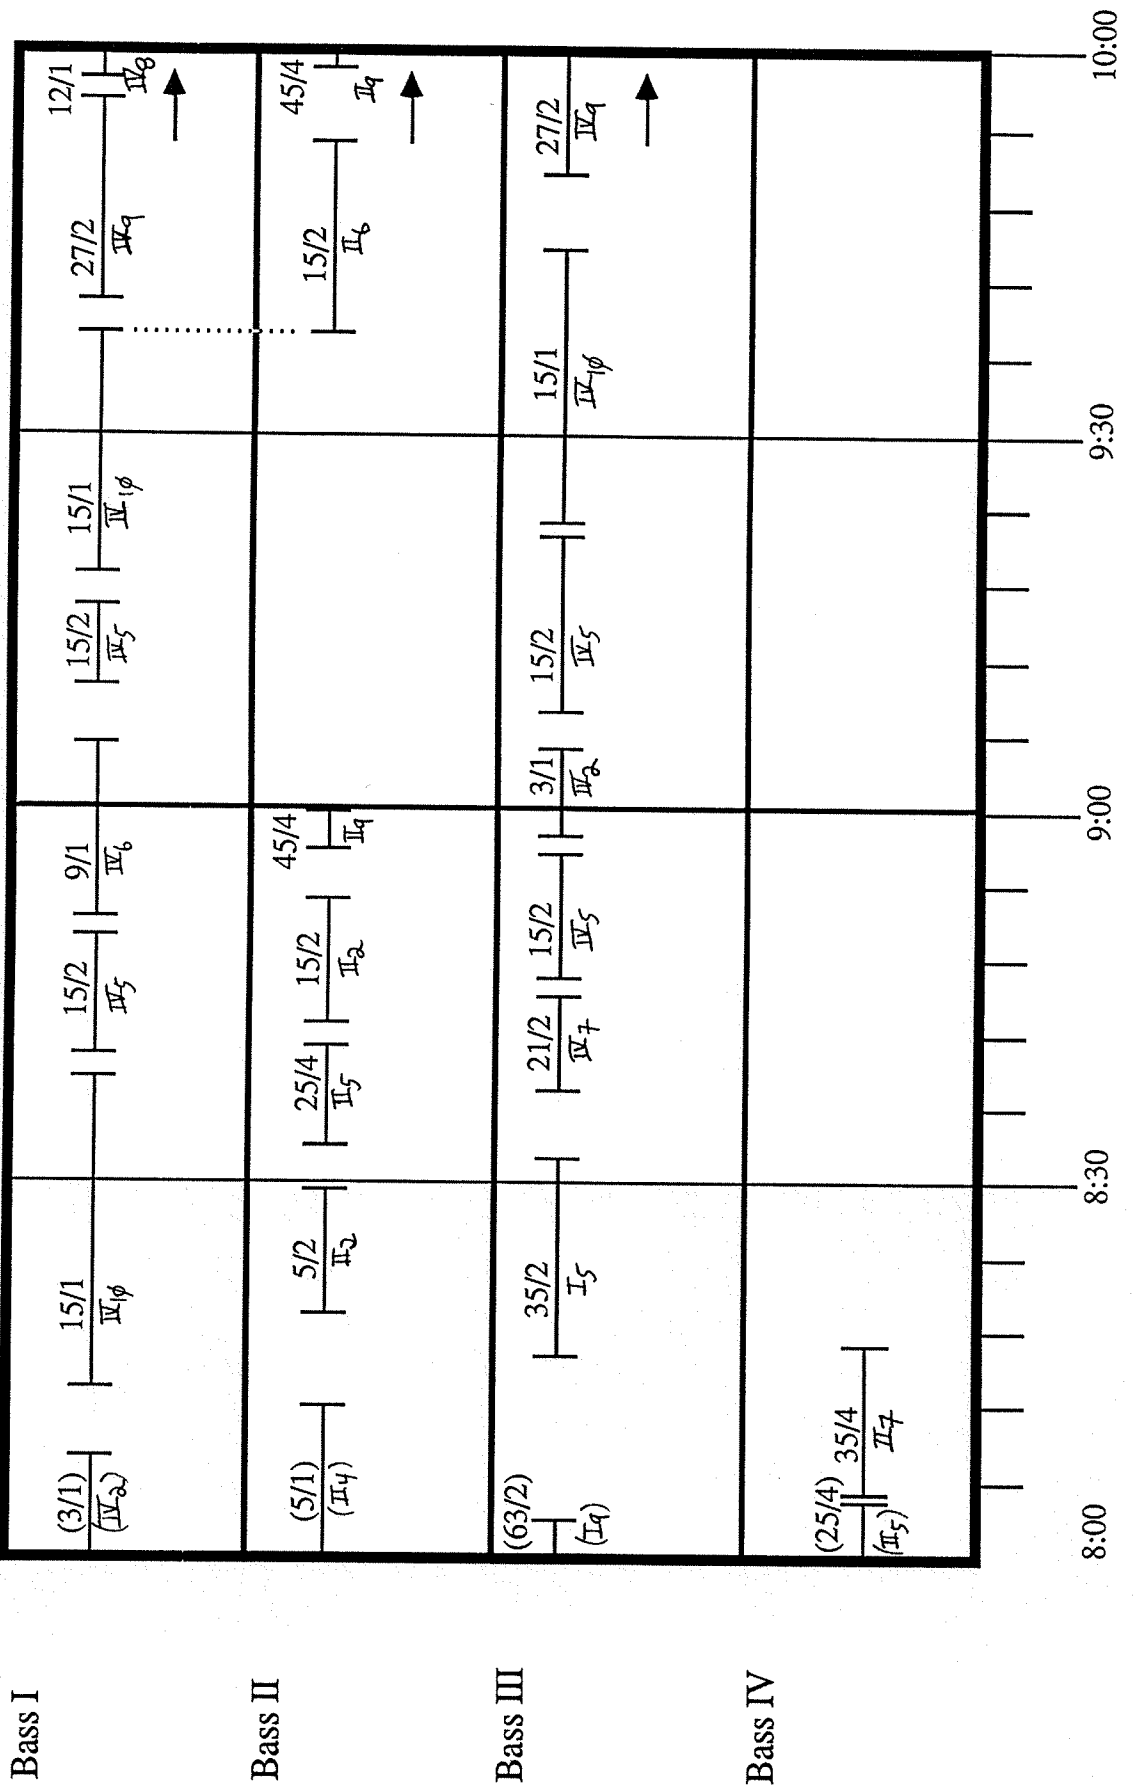 Bass I
(3/1) 15/1 15/2 9/1 15/2 15/1 27/2 12/1
(IV2) IV1ø IV5 IV6 IV5 IV1ø IV9 IV8
Bass II
(5/1) 5/2 25/4 15/2 45/4 15/2 45/4
(II4) II2 II5 II2 II9 II6 II9
Bass III
(63/2) 35/2 21/2 15/2 3/1 15/2 15/1 27/2
(I9) I5 IV7 IV5 IV2 IV5 IV1ø IV9
Bass IV
(25/4) 35/4
(II5) II7
8:00 8:30 9:00 9:30 10:00